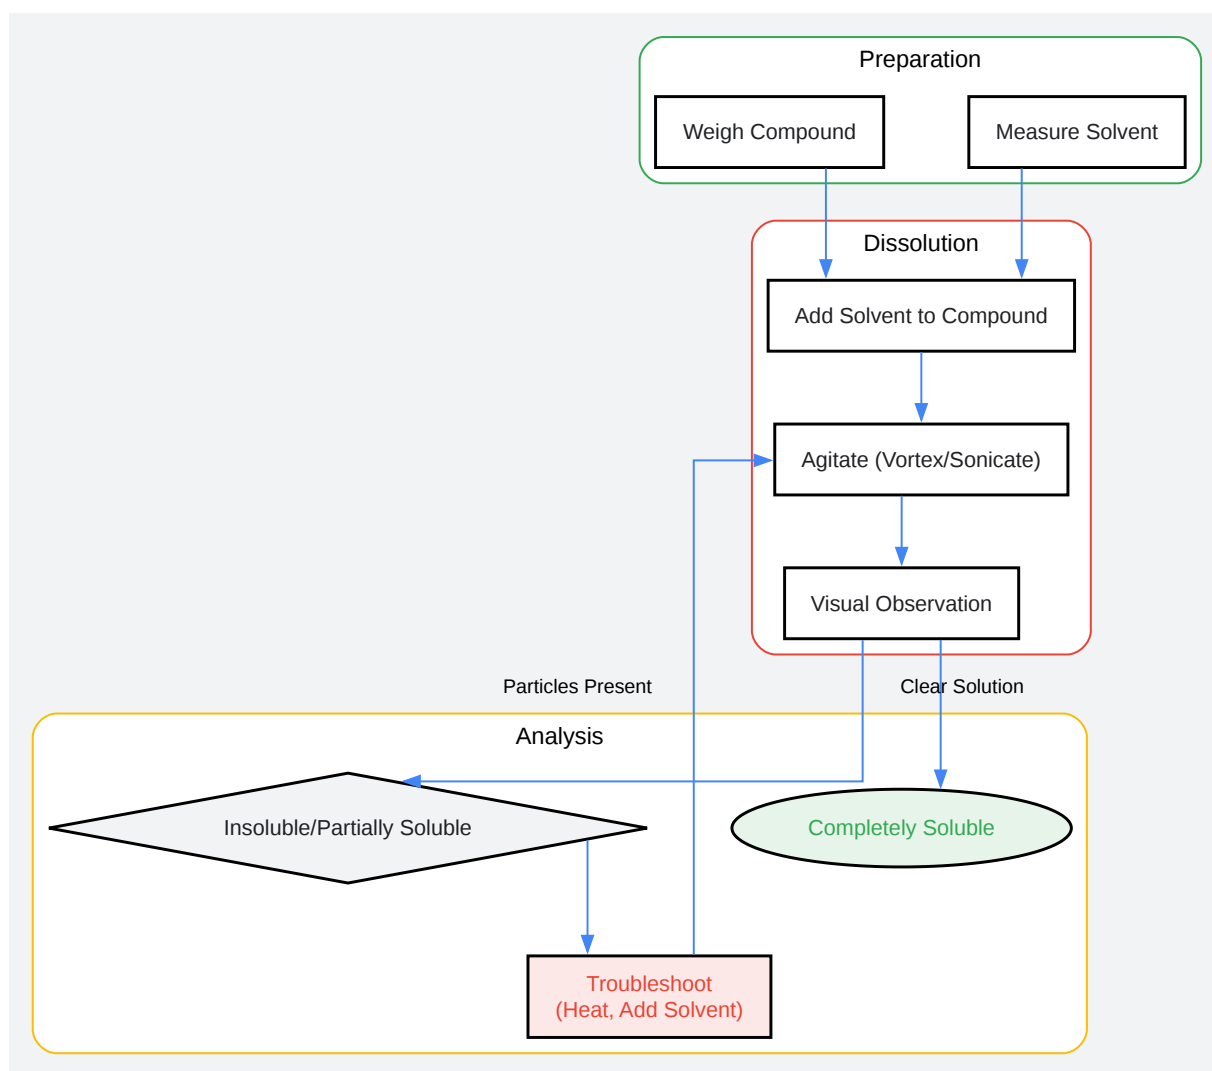 Preparation
Weigh Compound
Measure Solvent
Dissolution
Add Solvent to Compound
Agitate (Vortex/Sonicate)
Visual Observation
Particles Present
Clear Solution
Analysis
Insoluble/Partially Soluble
Completely Soluble
Troubleshoot
(Heat, Add Solvent)